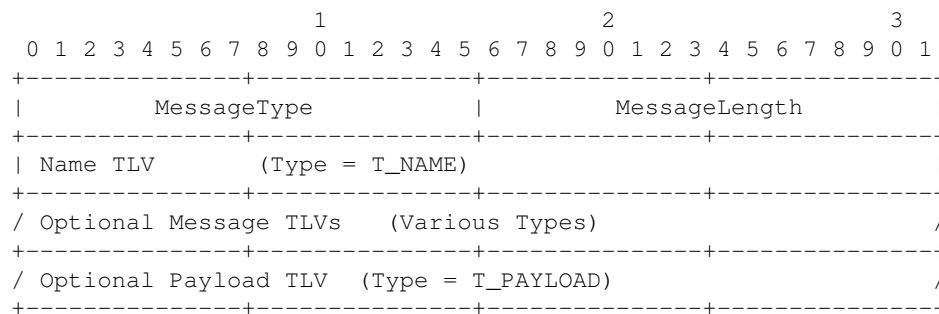 1                   2                   3
 0 1 2 3 4 5 6 7 8 9 0 1 2 3 4 5 6 7 8 9 0 1 2 3 4 5 6 7 8 9 0 1
+---------------+---------------+---------------+---------------
|         MessageType           |         MessageLength
+---------------+---------------+---------------+---------------
| Name TLV       (Type = T_NAME)
+---------------+---------------+---------------+---------------
/ Optional Message TLVs   (Various Types)                       /
+---------------+---------------+---------------+---------------
/ Optional Payload TLV  (Type = T_PAYLOAD)                      /
+---------------+---------------+---------------+---------------